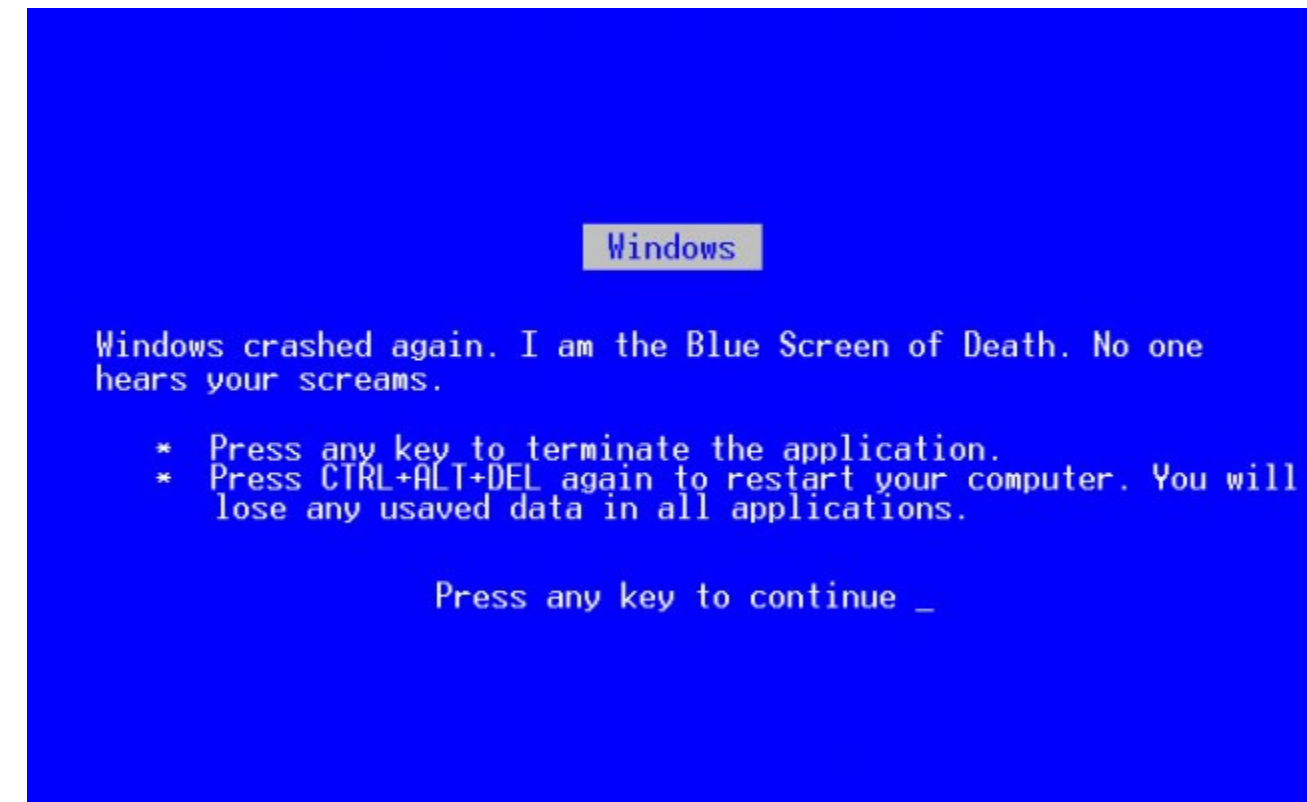 Windows
Windows crashed again. I am the Blue Screen of Death. No one
hears your screams.
* Press any key to terminate the application.
* Press CTRL+ALT+DEL again to restart your computer. You will
lose any usaved data in all applications.
Press any key to continue _